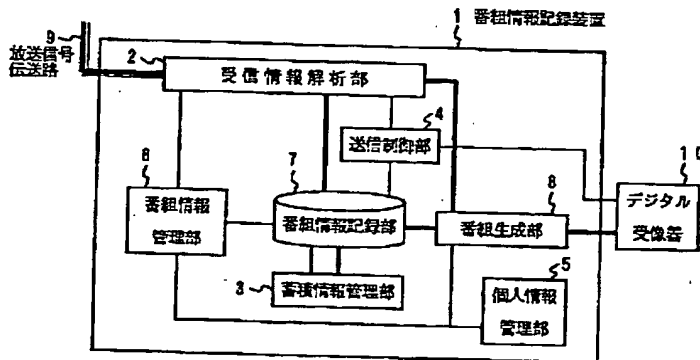 1 番組情報記録装置
9
放送信号
伝送路
2
受信情報解析部
4
送信制御部
6
番組情報
管理部
7
番組情報記録部
8
番組生成部
10
デジタル
受像器
3
蓄積情報管理部
5
個人情報
管理部